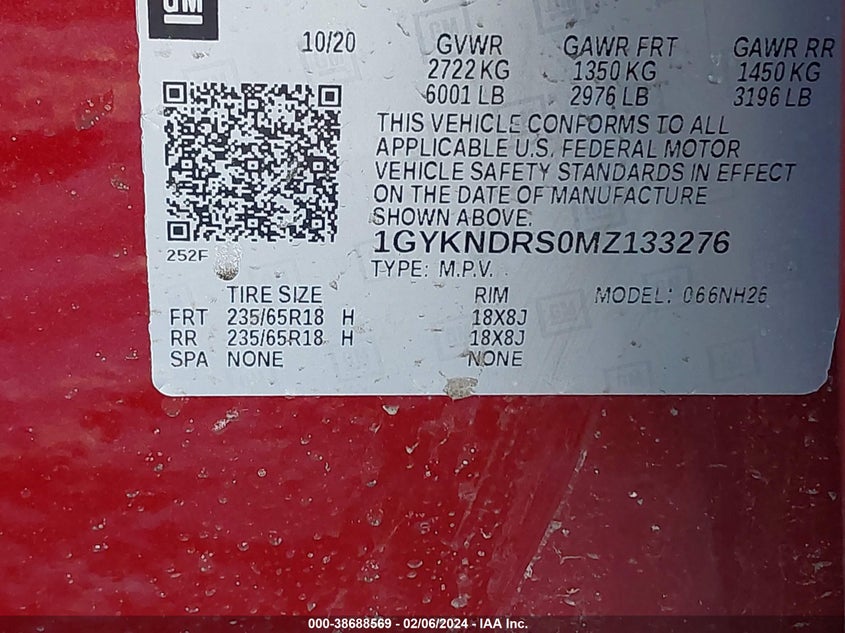 GM
10/20
GVWR GAWR FRT GAWR RR
2722 KG 1350 KG 1450 KG
6001 LB 2976 LB 3196 LB
THIS VEHICLE CONFORMS TO ALL
APPLICABLE U.S. FEDERAL MOTOR
VEHICLE SAFETY STANDARDS IN EFFECT
ON THE DATE OF MANUFACTURE
SHOWN ABOVE.
252F
1GYKNDRS0MZ133276
TYPE: M.P.V.
TIRE SIZE RIM MODEL: 066NH26
FRT 235/65R18 H 18X8J
RR 235/65R18 H 18X8J
SPA NONE NONE
000-38688569 - 02/06/2024 - IAA Inc.